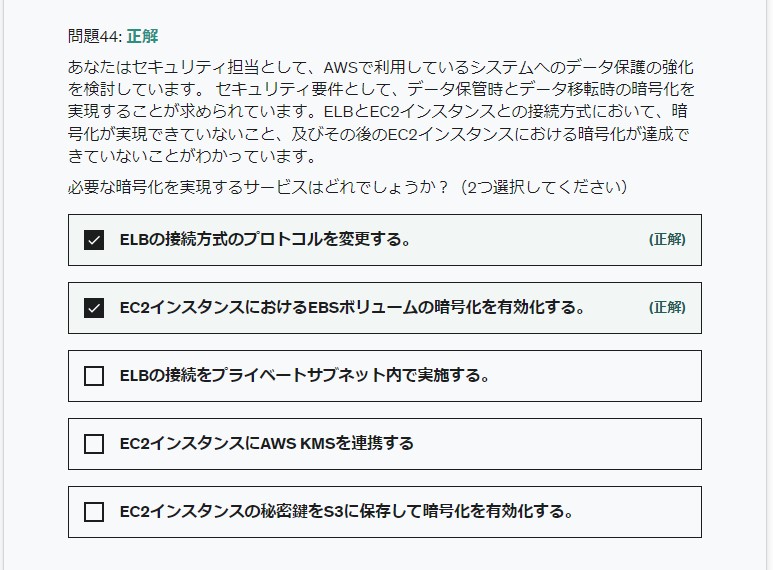 問題44: 正解
あなたはセキュリティ担当として、AWSで利用しているシステムへのデータ保護の強化
を検討しています。 セキュリティ要件として、データ保管時とデータ移転時の暗号化を
実現することが求められています。ELBとEC2インスタンスとの接続方式において、暗
号化が実現できていないこと、及びその後のEC2インスタンスにおける暗号化が達成で
きていないことがわかっています。
必要な暗号化を実現するサービスはどれでしょうか？（2つ選択してください）
ELBの接続方式のプロトコルを変更する。 (正解)
EC2インスタンスにおけるEBSボリュームの暗号化を有効化する。 (正解)
ELBの接続をプライベートサブネット内で実施する。
EC2インスタンスにAWS KMSを連携する
EC2インスタンスの秘密鍵をS3に保存して暗号化を有効化する。